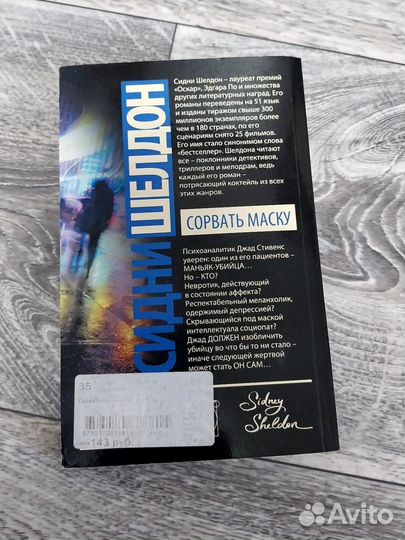 СИДНИ ШЕЛДОН
Сидни Шелдон – лауреат премий
«Оскар», Эдгара По и множества
других литературных наград. Его
романы переведены на 51 язык
и изданы тиражом свыше 300
миллионов экземпляров более
чем в 180 странах, по его
сценариям снято 25 фильмов.
Его имя стало синонимом слова
«бестселлер». Шелдона читают
все – поклонники детективов,
триллеров и мелодрам, ведь
каждый его роман –
потрясающий коктейль из всех
этих жанров.
СОРВАТЬ МАСКУ
Психоаналитик Джад Стивенс
уверен: один из его пациентов –
МАНЬЯК-УБИЙЦА...
Но – КТО?
Невротик, действующий
в состоянии аффекта?
Респектабельный меланхолик,
одержимый депрессией?
Скрывающийся под маской
интеллектуала социопат?
Джад ДОЛЖЕН изобличить
убийцу во что бы то ни стало –
иначе следующей жертвой
может стать ОН САМ...
35
143 руб
Sidney
Sheldon
Avito